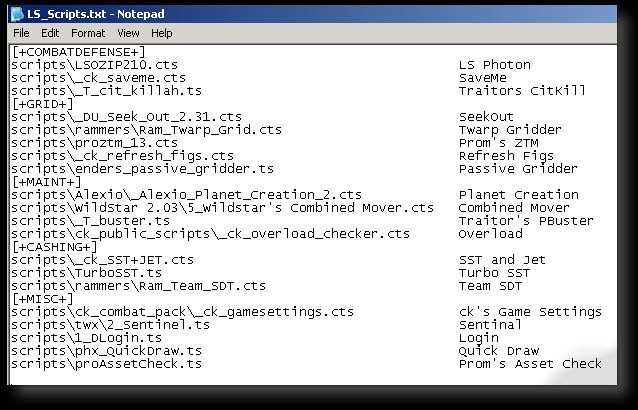 LS_Scripts.txt - Notepad
File Edit Format View Help
[+COMBATDEFENSE+]
scripts\LSOZIP210.cts LS Photon
scripts\_ck_saveme.cts SaveMe
scripts\_T_cit_killah.ts Traitors CitKill
[+GRID+]
scripts\_DU_Seek_Out_2.31.cts SeekOut
scripts\rammers\Ram_Twarp_Grid.cts Twarp Gridder
scripts\proztm_13.cts Prom's ZTM
scripts\_ck_refresh_figs.cts Refresh Figs
scripts\enders_passive_gridder.ts Passive Gridder
[+MAINT+]
scripts\Alexio\_Alexio_Planet_Creation_2.cts Planet Creation
scripts\WildStar 2.03\5_Wildstar's Combined Mover.cts Combined Mover
scripts\_T_buster.ts Traitor's PBuster
scripts\ck_public_scripts\_ck_overload_checker.cts Overload
[+CASHING+]
scripts\_ck_SST+JET.cts SST and Jet
scripts\TurboSST.ts Turbo SST
scripts\rammers\Ram_Team_SDT.cts Team SDT
[+MISC+]
scripts\ck_combat_pack\_ck_gamesettings.cts ck's Game Settings
scripts\twx\2_Sentinel.ts Sentinal
scripts\1_DLogin.ts Login
scripts\phx_QuickDraw.ts Quick Draw
scripts\proAssetCheck.ts Prom's Asset Check